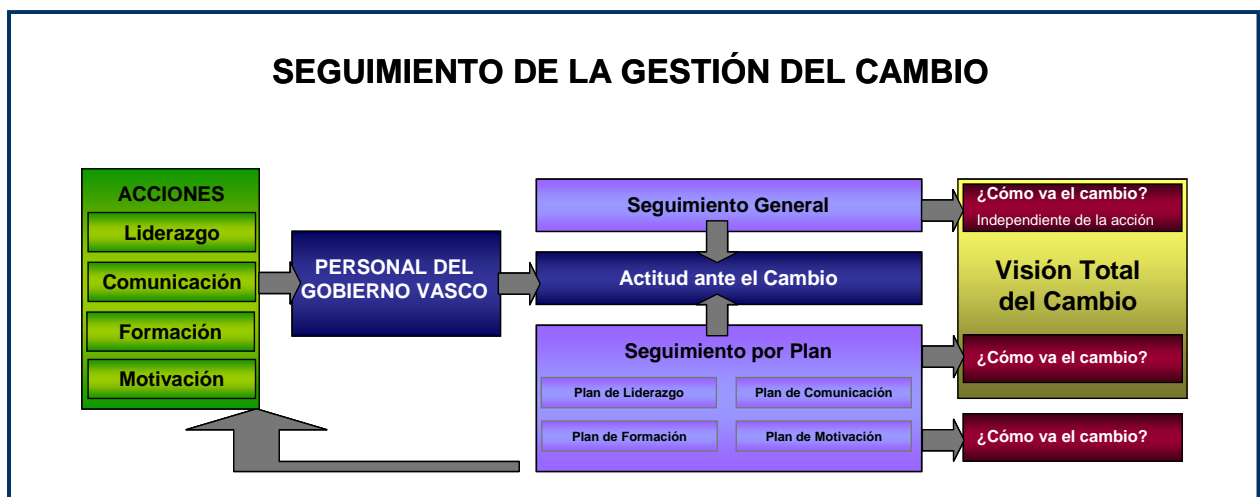 SEGUIMIENTO DE LA GESTIÓN DEL CAMBIO
ACCIONES
Liderazgo
Comunicación
Formación
Motivación
PERSONAL DEL
GOBIERNO VASCO
Seguimiento General
Actitud ante el Cambio
Seguimiento por Plan
Plan de Liderazgo
Plan de Comunicación
Plan de Formación
Plan de Motivación
¿Cómo va el cambio?
Independiente de la acción
Visión Total
del Cambio
¿Cómo va el cambio?
¿Cómo va el cambio?